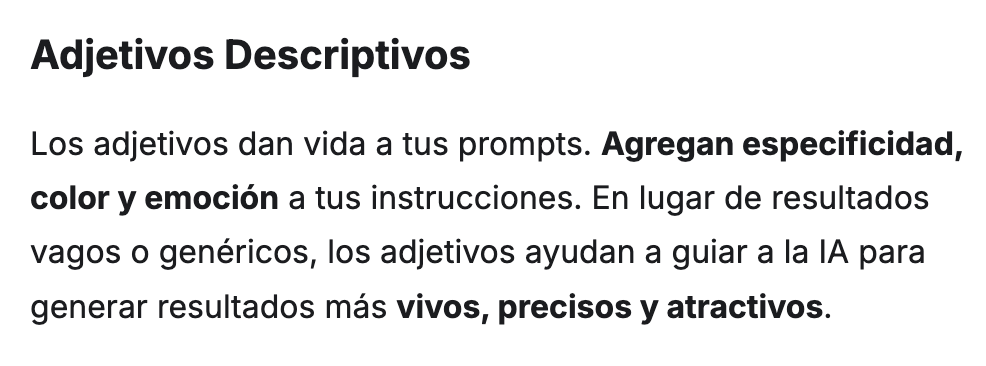 Adjetivos Descriptivos
Los adjetivos dan vida a tus prompts. Agregan especificidad,
color y emoción a tus instrucciones. En lugar de resultados
vagos o genéricos, los adjetivos ayudan a guiar a la IA para
generar resultados más vivos, precisos y atractivos.